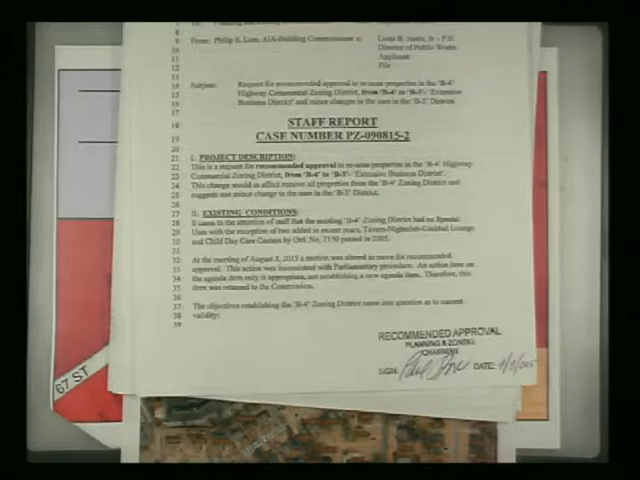 From: Philip S. Lux, AIA-Building Commissioner
Director of Public Works
Applicant
File
Subject: Request for recommended approval to re-zone properties in the 'B-4'
Highway Commercial Zoning District, from 'B-4' to 'B-3'- 'Extensive
Business District' and minor changes to the uses in the 'B-3' District.
STAFF REPORT
CASE NUMBER PZ-090815-2
I. PROJECT DESCRIPTION:
This is a request for recommended approval to re-zone properties in the 'B-4' Highway
Commercial Zoning District, from 'B-4' to 'B-3'- 'Extensive Business District'.
This change would in effect remove all properties from the 'B-4' Zoning District and
suggests one minor change to the uses in the 'B-3' District.
II. EXISTING CONDITIONS:
It came to the attention of staff that the existing 'B-4' Zoning District had no Special
Uses with the exception of two added in recent years, Tavern-Nightclub-Cocktail Lounge
and Child Day Care Centers by Ord. No. 7150 passed in 2005.
At the meeting of August 3, 2015 a motion was altered to move for recommended
approval. This action was inconsistent with Parliamentary procedure. An action item on
the agenda item only is appropriate, not establishing a new agenda item. Therefore, this
item was returned to the Commission.
The objectives establishing the 'B-4' Zoning District came into question as to current
validity:
RECOMMENDED APPROVAL
PLANNING & ZONING
CHAIRMAN
SIGN: DATE:
67 ST